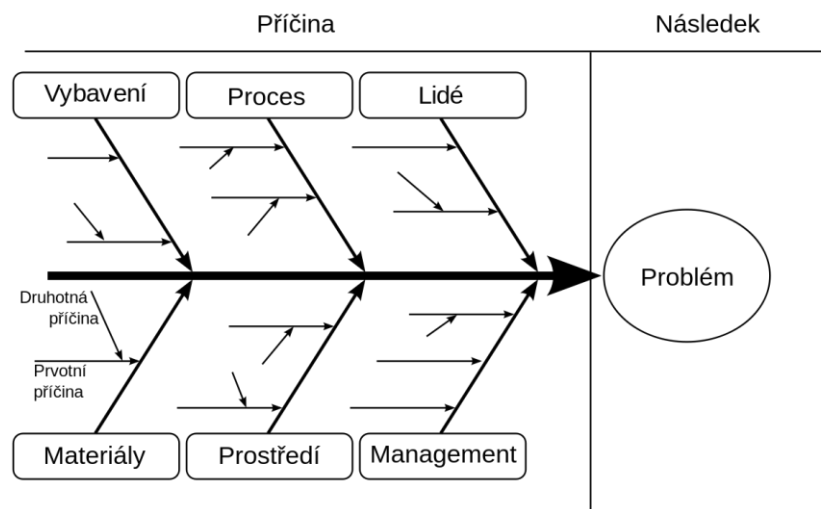 Příčina
Následek
Vybavení
Proces
Lidé
Problém
Druhotná
příčina
Prvotní
příčina
Materiály
Prostředí
Management